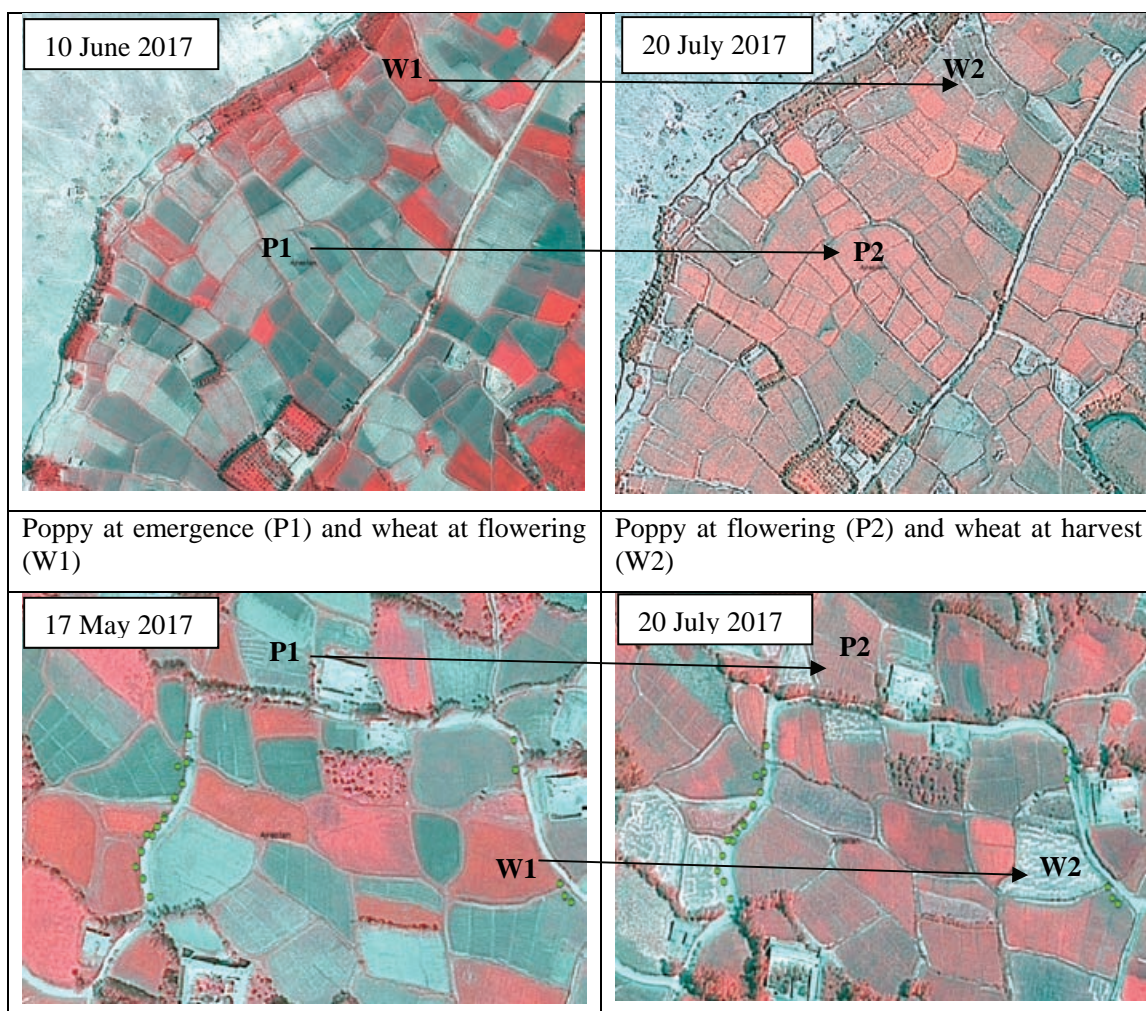 10 June 2017
20 July 2017
W1
W2
P1
P2
Poppy at emergence (P1) and wheat at flowering
(W1)
Poppy at flowering (P2) and wheat at harvest
(W2)
17 May 2017
20 July 2017
P1
P2
W1
W2